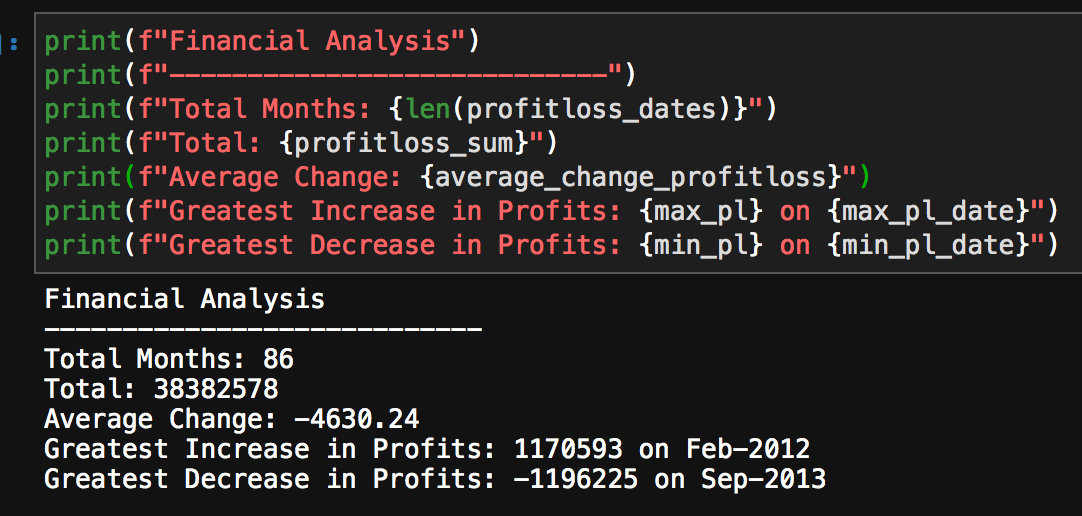 ]:
print(f"Financial Analysis")
print(f"----------------------------")
print(f"Total Months: {len(profitloss_dates)}")
print(f"Total: {profitloss_sum}")
print(f"Average Change: {average_change_profitloss}")
print(f"Greatest Increase in Profits: {max_pl} on {max_pl_date}")
print(f"Greatest Decrease in Profits: {min_pl} on {min_pl_date}")
Financial Analysis
----------------------------
Total Months: 86
Total: 38382578
Average Change: -4630.24
Greatest Increase in Profits: 1170593 on Feb-2012
Greatest Decrease in Profits: -1196225 on Sep-2013